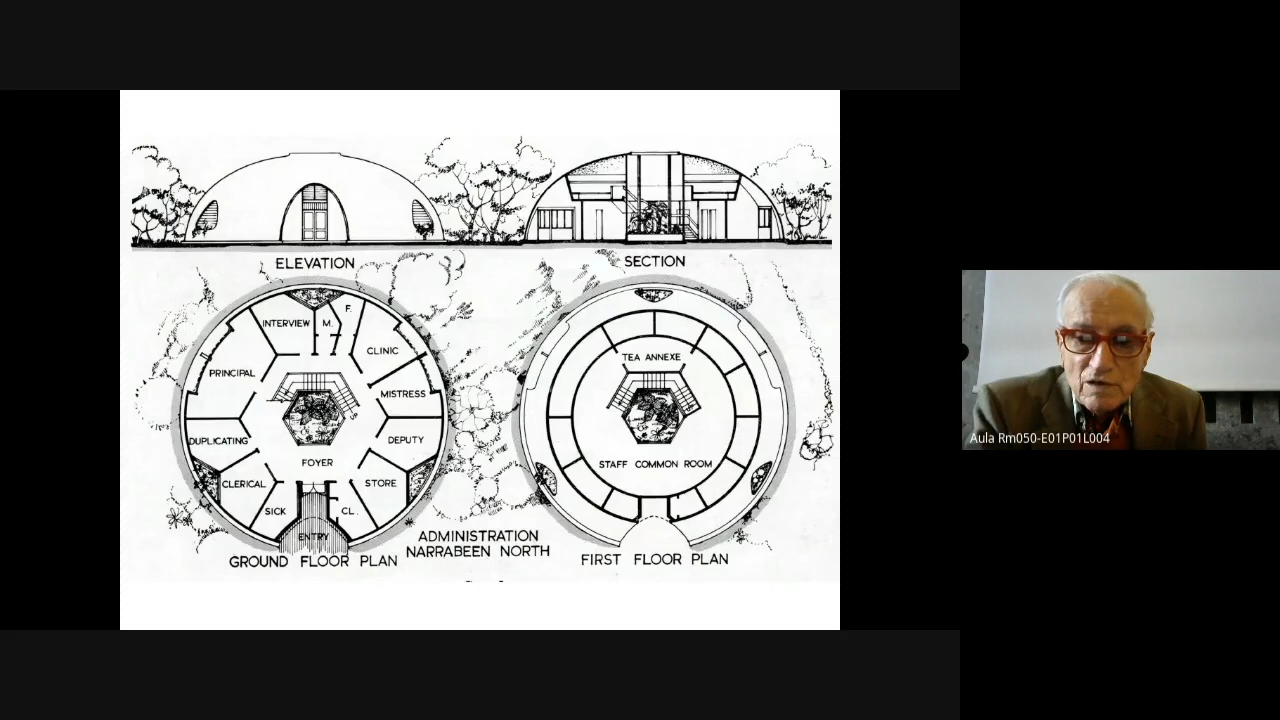 ELEVATION
SECTION
INTERVIEW
M.
F.
CLINIC
PRINCIPAL
MISTRESS
DUPLICATING
DEPUTY
FOYER
CLERICAL
STORE
SICK
CL.
ENTRY
GROUND FLOOR PLAN
ADMINISTRATION
NARRABEEN NORTH
TEA ANNEXE
STAFF COMMON ROOM
FIRST FLOOR PLAN
Aula Rm050-E01P01L004